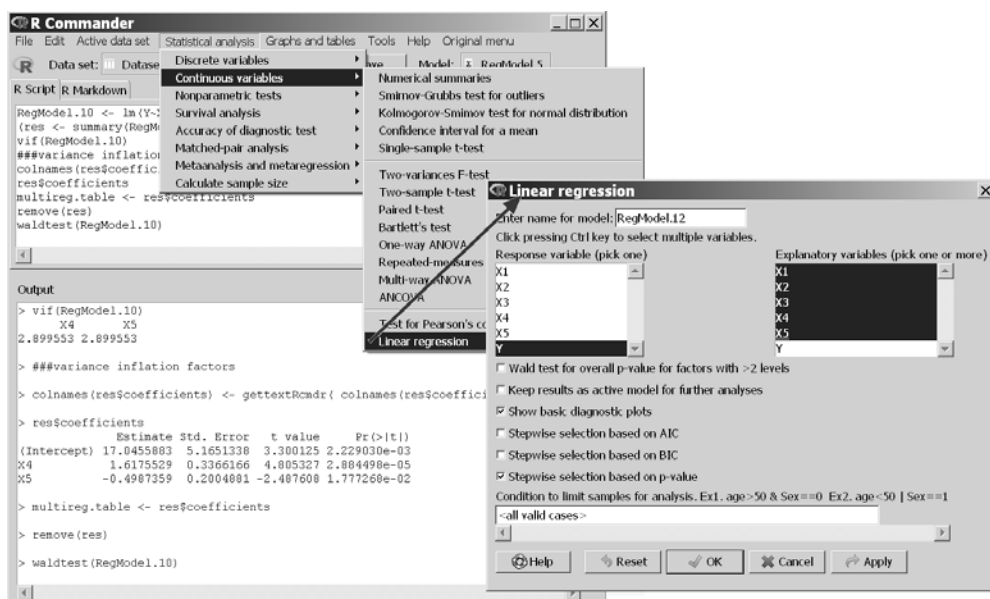 R Commander
File Edit Active data set Statistical analysis Graphs and tables Tools Help Original menu
Data set: Datase Model: RegModel 5
R Script R Markdown
RegModel.10 <- lm(Y~
(res <- summary(RegM
vif(RegModel.10)
###variance inflation
colnames(res$coeffic
res$coefficients
multireg.table <- res$coefficients
remove(res)
waldtest(RegModel.10)
Discrete variables
Continuous variables
Nonparametric tests
Survival analysis
Accuracy of diagnostic test
Matched-pair analysis
Metaanalysis and metaregression
Calculate sample size
Numerical summaries
Smirnov-Grubbs test for outliers
Kolmogorov-Smirnov test for normal distribution
Confidence interval for a mean
Single-sample t-test
Two-variances F-test
Two-sample t-test
Paired t-test
Bartlett's test
One-way ANOVA
Repeated-measures
Multi-way ANOVA
ANCOVA
Test for Pearson's co
Linear regression
Output
> vif(RegModel.10)
X4 X5
2.899553 2.899553
> ###variance inflation factors
> colnames(res$coefficients) <- gettextRcmdr( colnames(res$coeffici
> res$coefficients
Estimate Std. Error t value Pr(>|t|)
(Intercept) 17.0455883 5.1651338 3.300125 2.229030e-03
X4 1.6175529 0.3366166 4.805327 2.884498e-05
X5 -0.4987359 0.2004881 -2.487608 1.777268e-02
> multireg.table <- res$coefficients
> remove(res)
> waldtest(RegModel.10)
Linear regression
Enter name for model: RegModel.12
Click pressing Ctrl key to select multiple variables.
Response variable (pick one) Explanatory variables (pick one or more)
X1 X1
X2 X2
X3 X3
X4 X4
X5 X5
Y Y
Wald test for overall p-value for factors with >2 levels
Keep results as active model for further analyses
Show basic diagnostic plots
Stepwise selection based on AIC
Stepwise selection based on BIC
Stepwise selection based on p-value
Condition to limit samples for analysis. Ex1. age>50 & Sex==0 Ex2. age<50 | Sex==1
<all valid cases>
Help Reset OK Cancel Apply